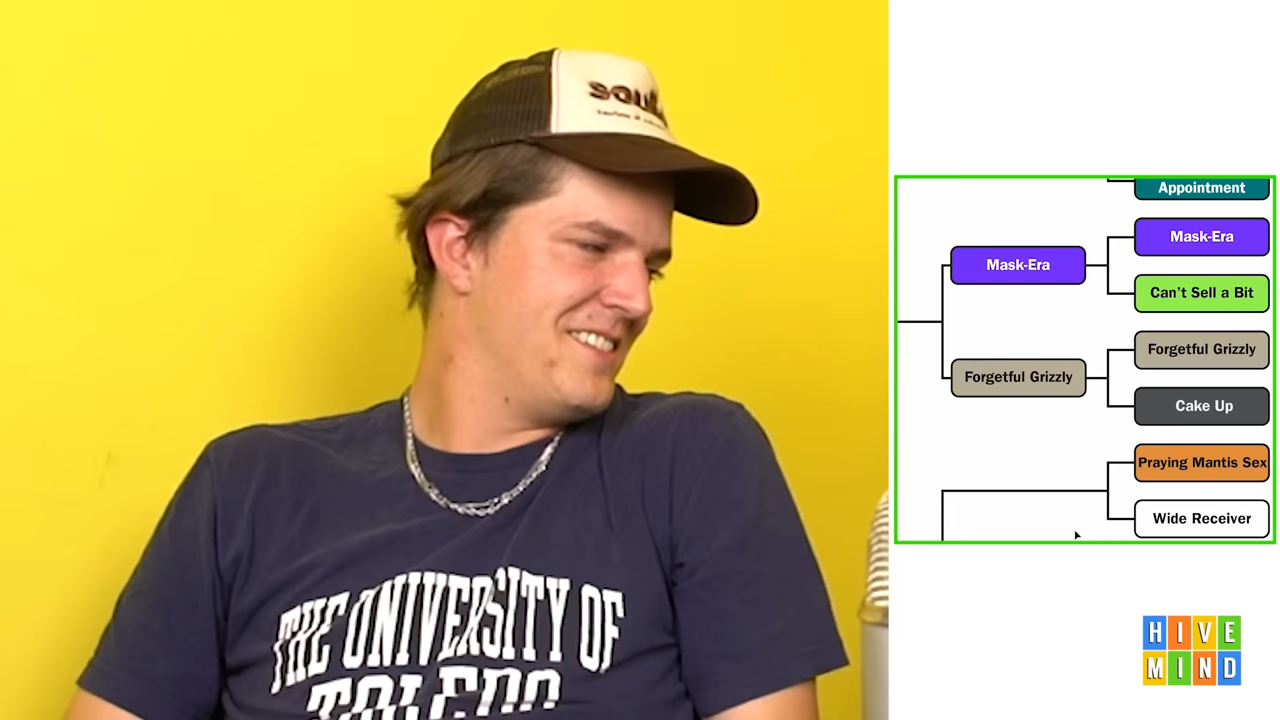 THE UNIVERSITY OF
TOLEDO
Appointment
Mask-Era
Mask-Era
Can't Sell a Bit
Forgetful Grizzly
Forgetful Grizzly
Cake Up
Praying Mantis Sex
Wide Receiver
HIVE
MIND